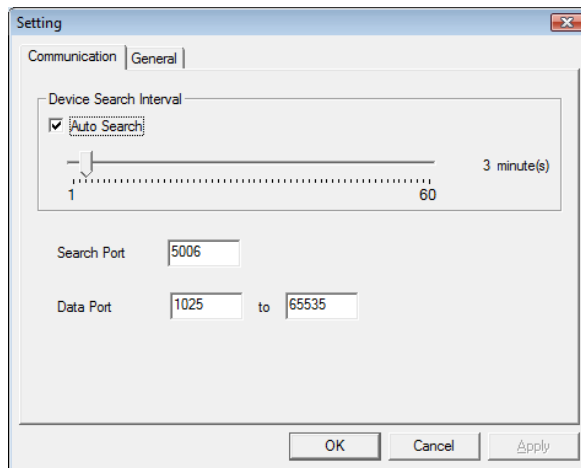 Setting
Communication General
Device Search Interval
Auto Search
3 minute(s)
1 60
Search Port 5006
Data Port 1025 to 65535
OK Cancel Apply